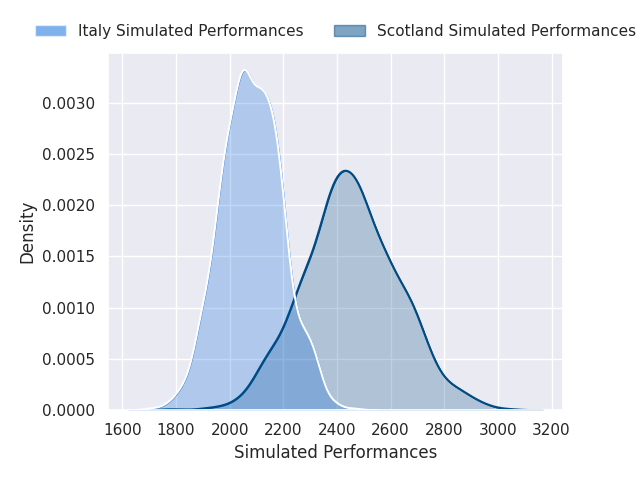 Italy Simulated Performances Scotland Simulated Performances
0.0030
0.0025
0.0020
0.0015
0.0010
0.0005
0.0000
Density
1600 1800 2000 2200 2400 2600 2800 3000 3200
Simulated Performances